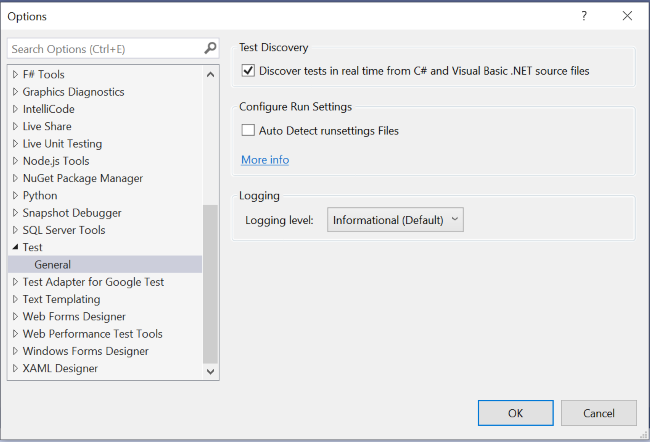 Options
Search Options (Ctrl+E)
F# Tools
Graphics Diagnostics
IntelliCode
Live Share
Live Unit Testing
Node.js Tools
NuGet Package Manager
Python
Snapshot Debugger
SQL Server Tools
Test
General
Test Adapter for Google Test
Text Templating
Web Forms Designer
Web Performance Test Tools
Windows Forms Designer
XAML Designer
Test Discovery
Discover tests in real time from C# and Visual Basic .NET source files
Configure Run Settings
Auto Detect runsettings Files
More info
Logging
Logging level: Informational (Default)
OK Cancel